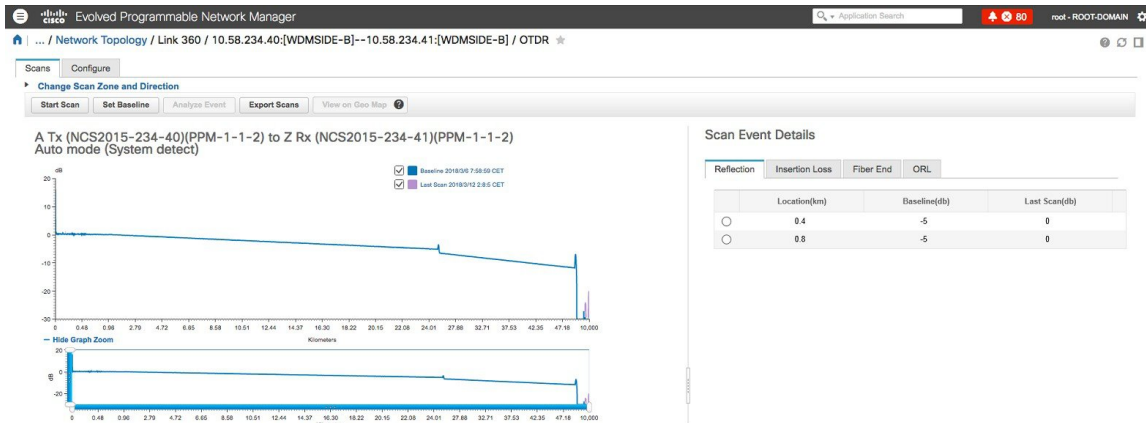 cisco Evolved Programmable Network Manager
Application Search
80
root - ROOT-DOMAIN
... / Network Topology / Link 360 / 10.58.234.40:[WDMSIDE-B]--10.58.234.41:[WDMSIDE-B] / OTDR
Scans Configure
Change Scan Zone and Direction
Start Scan Set Baseline Analyze Event Export Scans View on Geo Map ?
A Tx (NCS2015-234-40)(PPM-1-1-2) to Z Rx (NCS2015-234-41)(PPM-1-1-2)
Auto mode (System detect)
dB
Baseline 2018/3/6 7:58:59 CET
Last Scan 2018/3/12 2:8:5 CET
20
10
0
-10
-20
-30
0 0.48 0.96 2.79 4.72 6.65 8.58 10.51 12.44 14.37 16.30 18.22 20.15 22.08 24.01 27.88 32.71 37.53 42.35 47.18 10,000
Hide Graph Zoom
Kilometers
20
0
-20
dB
0 0.48 0.96 2.79 4.72 6.65 8.58 10.51 12.44 14.37 16.30 18.22 20.15 22.08 24.01 27.88 32.71 37.53 42.35 47.18 10,000
Scan Event Details
Reflection Insertion Loss Fiber End ORL
Location(km) Baseline(db) Last Scan(db)
0.4 -5 0
0.8 -5 0